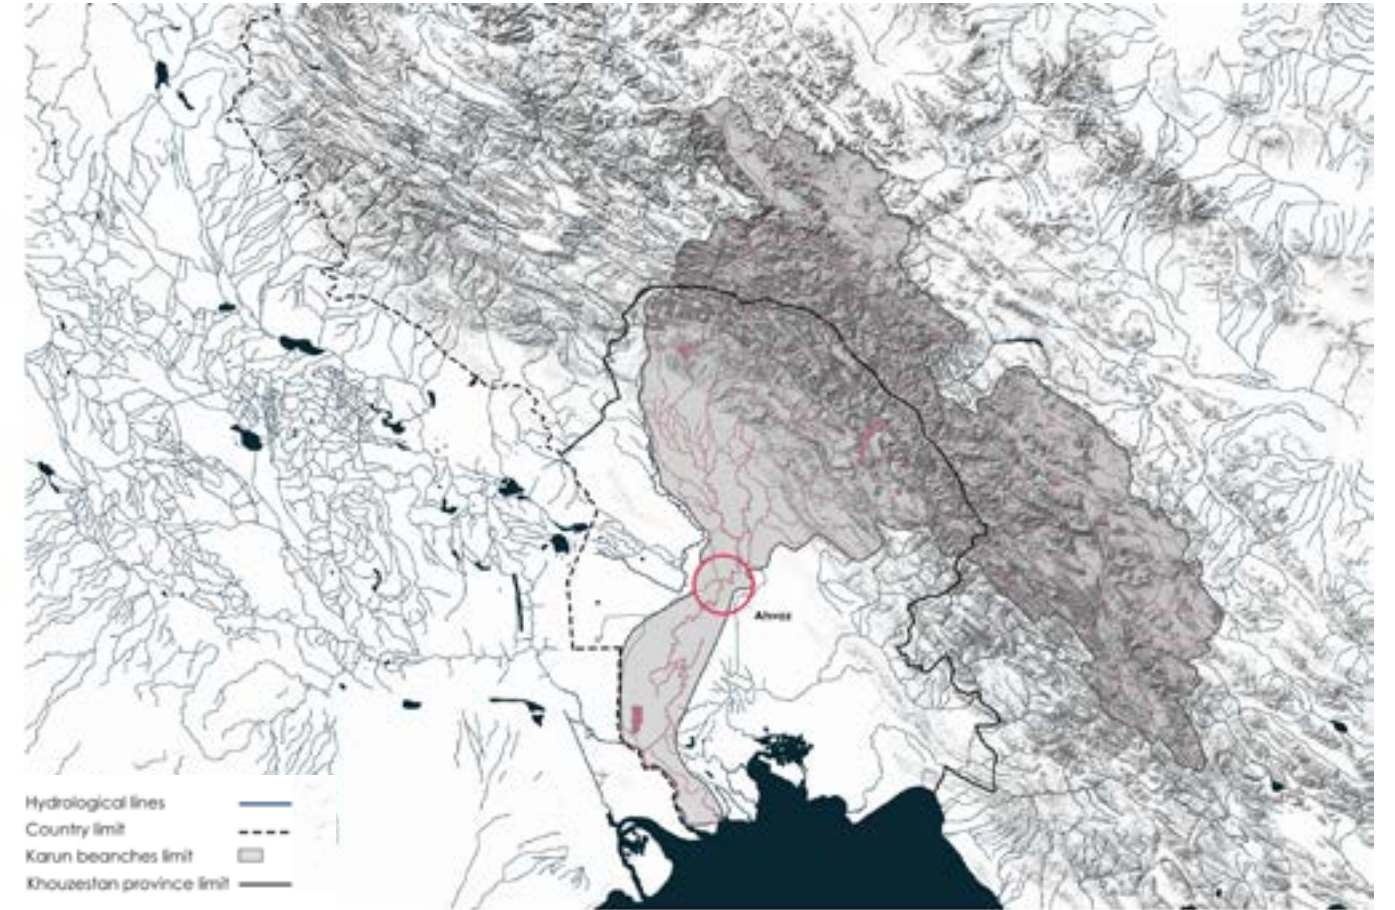 Ahvaz
Hydrological lines
Country limit
Karun beanches limit
Khouzestan province limit